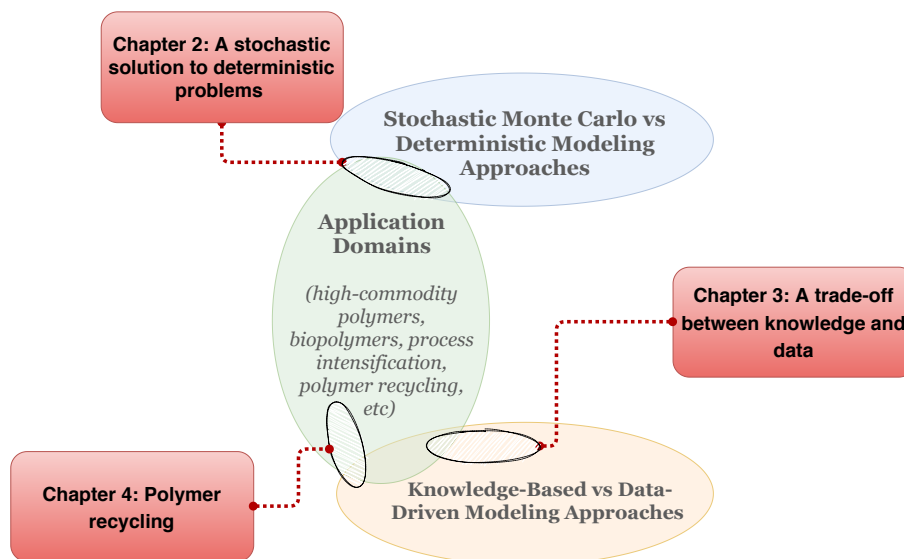 Chapter 2: A stochastic
solution to deterministic
problems
Stochastic Monte Carlo vs
Deterministic Modeling
Approaches
Application
Domains
(high-commodity
polymers,
biopolymers, process
intensification,
polymer recycling,
etc)
Chapter 3: A trade-off
between knowledge and
data
Chapter 4: Polymer
recycling
Knowledge-Based vs Data-
Driven Modeling Approaches